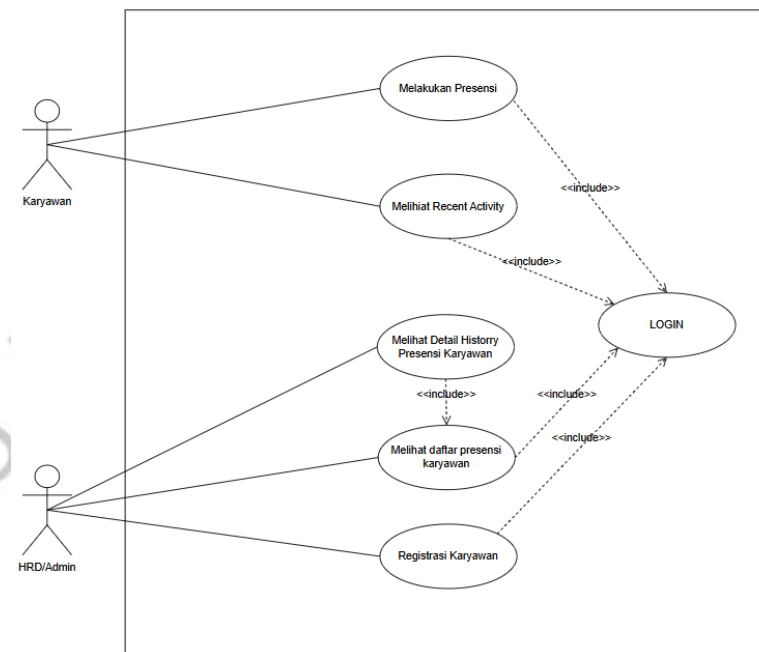 Melakukan Presensi
<<include>>
Karyawan
Melihiat Recent Activity
<<include>>
LOGIN
Melihat Detail Historry
Presensi Karyawan
<<include>>
<<include>>
Melihat daftar presensi
karyawan
<<include>>
Registrasi Karyawan
HRD/Admin